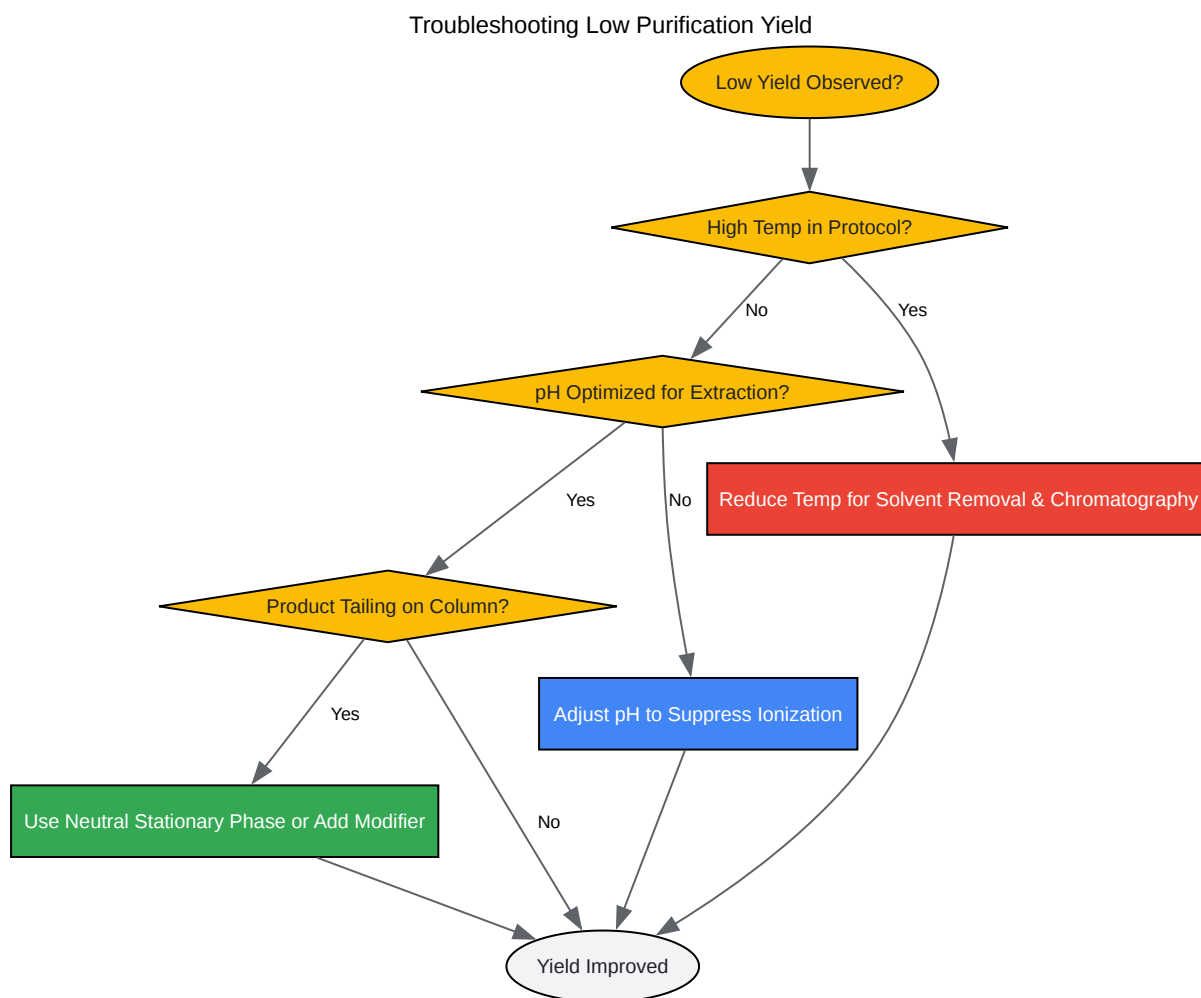 Troubleshooting Low Purification Yield
Low Yield Observed?
High Temp in Protocol?
No
Yes
pH Optimized for Extraction?
Yes
No
Reduce Temp for Solvent Removal & Chromatography
Product Tailing on Column?
Yes
No
Adjust pH to Suppress Ionization
Use Neutral Stationary Phase or Add Modifier
Yield Improved